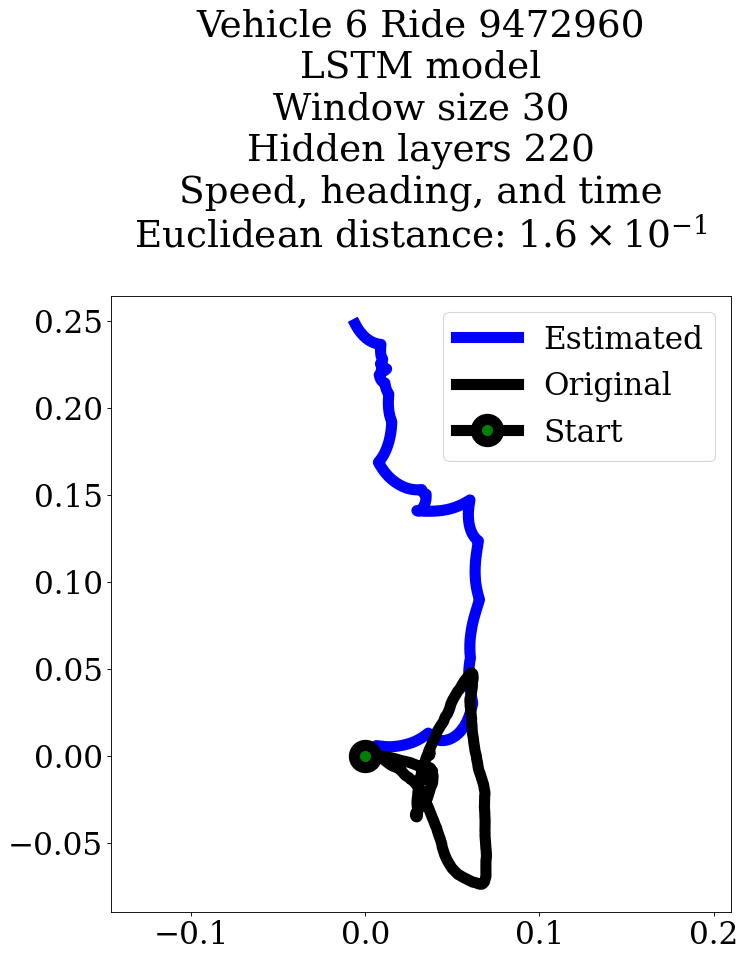 Vehicle 6 Ride 9472960
LSTM model
Window size 30
Hidden layers 220
Speed, heading, and time
Euclidean distance: 1.6 × 10⁻¹
Estimated
Original
Start
0.25
0.20
0.15
0.10
0.05
0.00
−0.05
−0.1
0.0
0.1
0.2